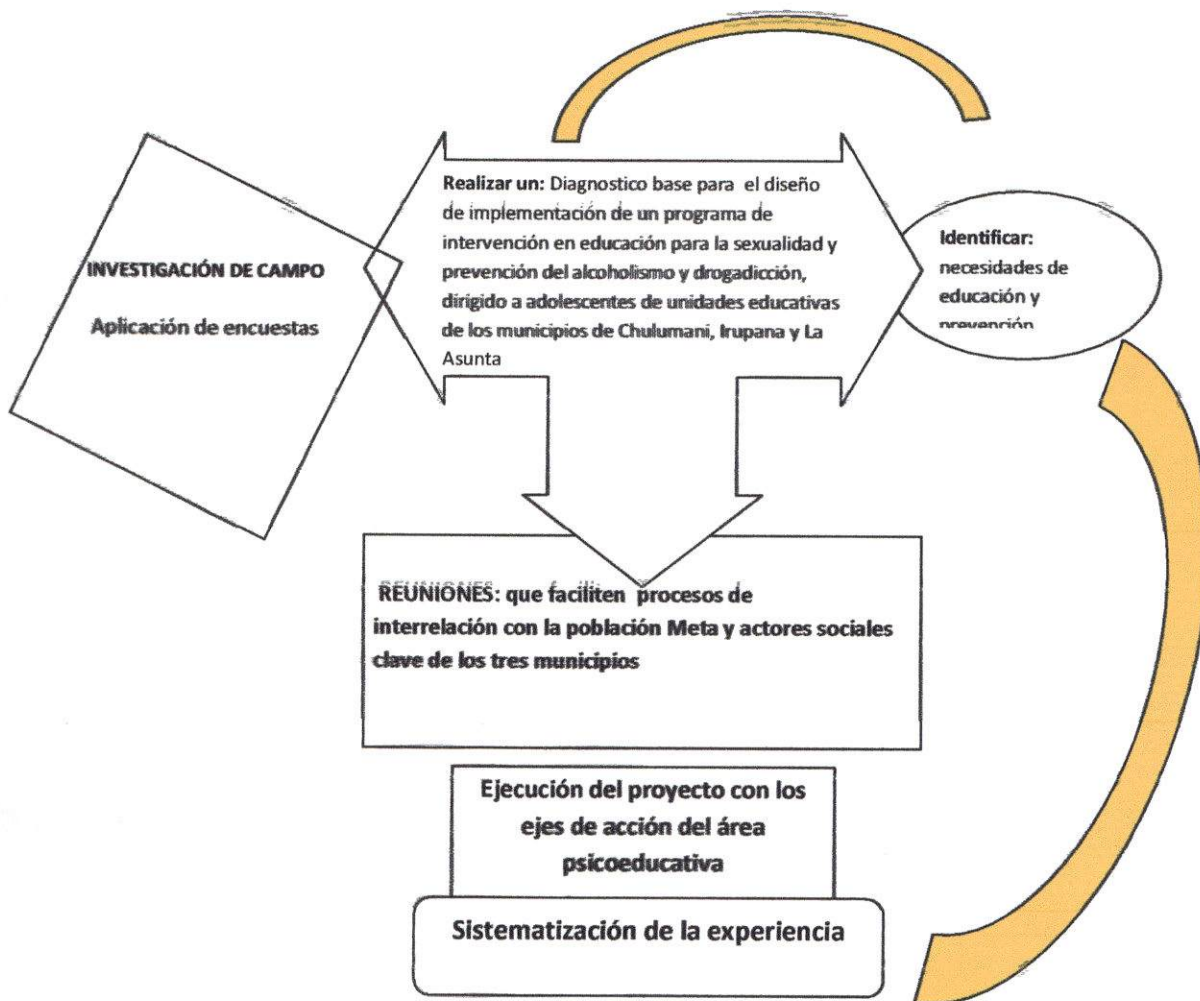 INVESTIGACIÓN DE CAMPO
Aplicación de encuestas
Realizar un: Diagnostico base para el diseño
de implementación de un programa de
intervención en educación para la sexualidad y
prevención del alcoholismo y drogadicción,
dirigido a adolescentes de unidades educativas
de los municipios de Chulumani, Irupana y La
Asunta
Identificar:
necesidades de
educación y
prevención
REUNIONES: que faciliten procesos de
interrelación con la población Meta y actores sociales
clave de los tres municipios
Ejecución del proyecto con los
ejes de acción del área
psicoeducativa
Sistematización de la experiencia